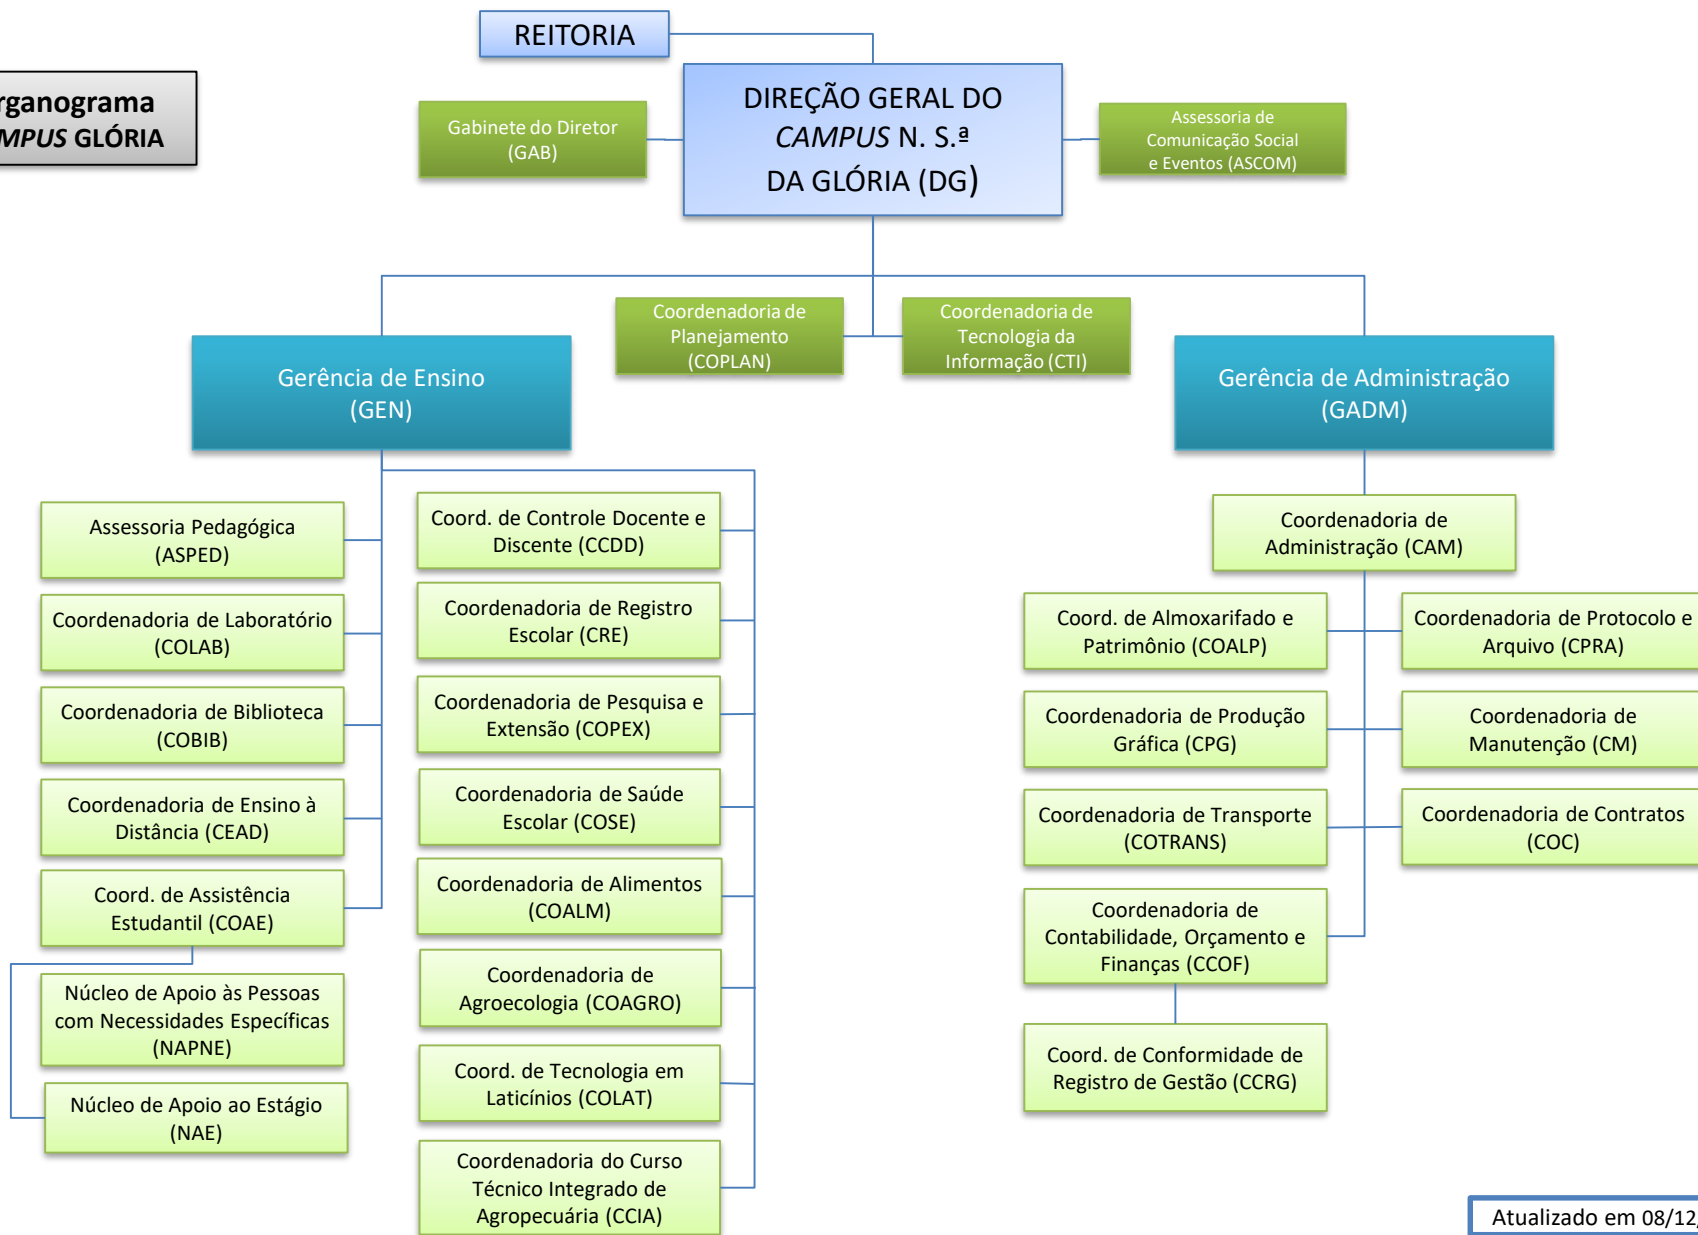 REITORIA
rganograma
MPUS GLÓRIA
DIREÇÃO GERAL DO
CAMPUS N. S.ª
DA GLÓRIA (DG)
Gabinete do Diretor
(GAB)
Assessoria de
Comunicação Social
e Eventos (ASCOM)
Coordenadoria de
Planejamento
(COPLAN)
Coordenadoria de
Tecnologia da
Informação (CTI)
Gerência de Ensino
(GEN)
Gerência de Administração
(GADM)
Assessoria Pedagógica
(ASPED)
Coordenadoria de Laboratório
(COLAB)
Coordenadoria de Biblioteca
(COBIB)
Coordenadoria de Ensino à
Distância (CEAD)
Coord. de Assistência
Estudantil (COAE)
Núcleo de Apoio às Pessoas
com Necessidades Específicas
(NAPNE)
Núcleo de Apoio ao Estágio
(NAE)
Coord. de Controle Docente e
Discente (CCDD)
Coordenadoria de Registro
Escolar (CRE)
Coordenadoria de Pesquisa e
Extensão (COPEX)
Coordenadoria de Saúde
Escolar (COSE)
Coordenadoria de Alimentos
(COALM)
Coordenadoria de
Agroecologia (COAGRO)
Coord. de Tecnologia em
Laticínios (COLAT)
Coordenadoria do Curso
Técnico Integrado de
Agropecuária (CCIA)
Coordenadoria de
Administração (CAM)
Coord. de Almoxarifado e
Patrimônio (COALP)
Coordenadoria de Protocolo e
Arquivo (CPRA)
Coordenadoria de Produção
Gráfica (CPG)
Coordenadoria de
Manutenção (CM)
Coordenadoria de Transporte
(COTRANS)
Coordenadoria de Contratos
(COC)
Coordenadoria de
Contabilidade, Orçamento e
Finanças (CCOF)
Coord. de Conformidade de
Registro de Gestão (CCRG)
Atualizado em 08/12